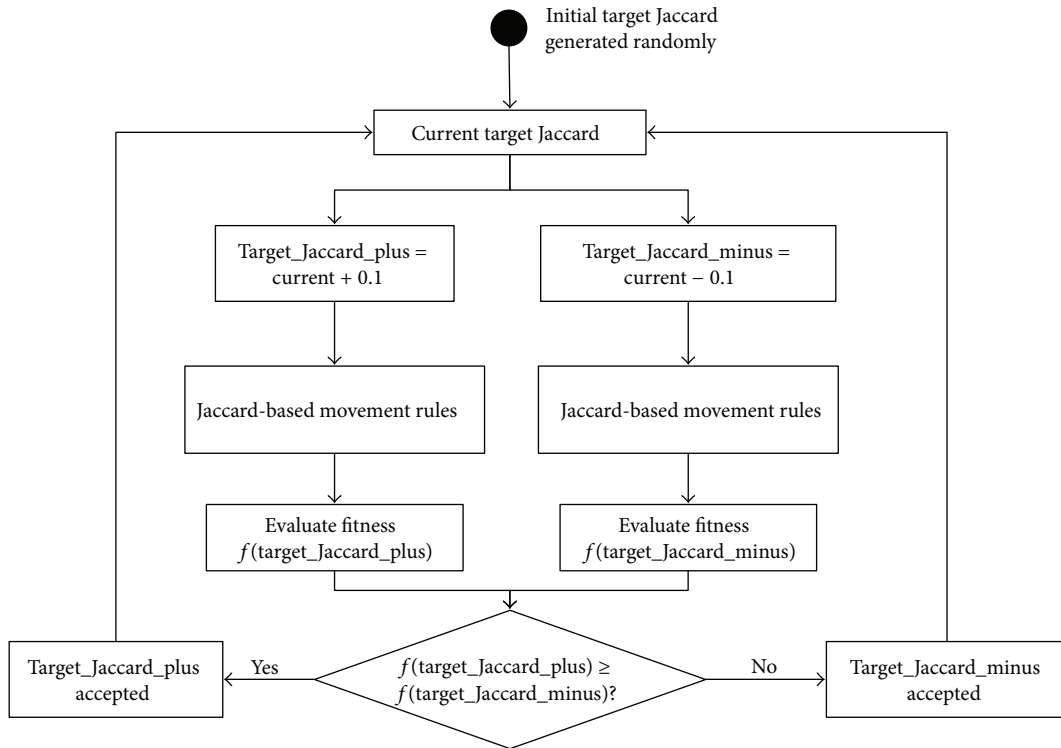 Initial target Jaccard
generated randomly
Current target Jaccard
Target_Jaccard_plus =
current + 0.1
Target_Jaccard_minus =
current − 0.1
Jaccard-based movement rules
Jaccard-based movement rules
Evaluate fitness
f(target_Jaccard_plus)
Evaluate fitness
f(target_Jaccard_minus)
Target_Jaccard_plus
accepted
Yes
f(target_Jaccard_plus) ≥
f(target_Jaccard_minus)?
No
Target_Jaccard_minus
accepted